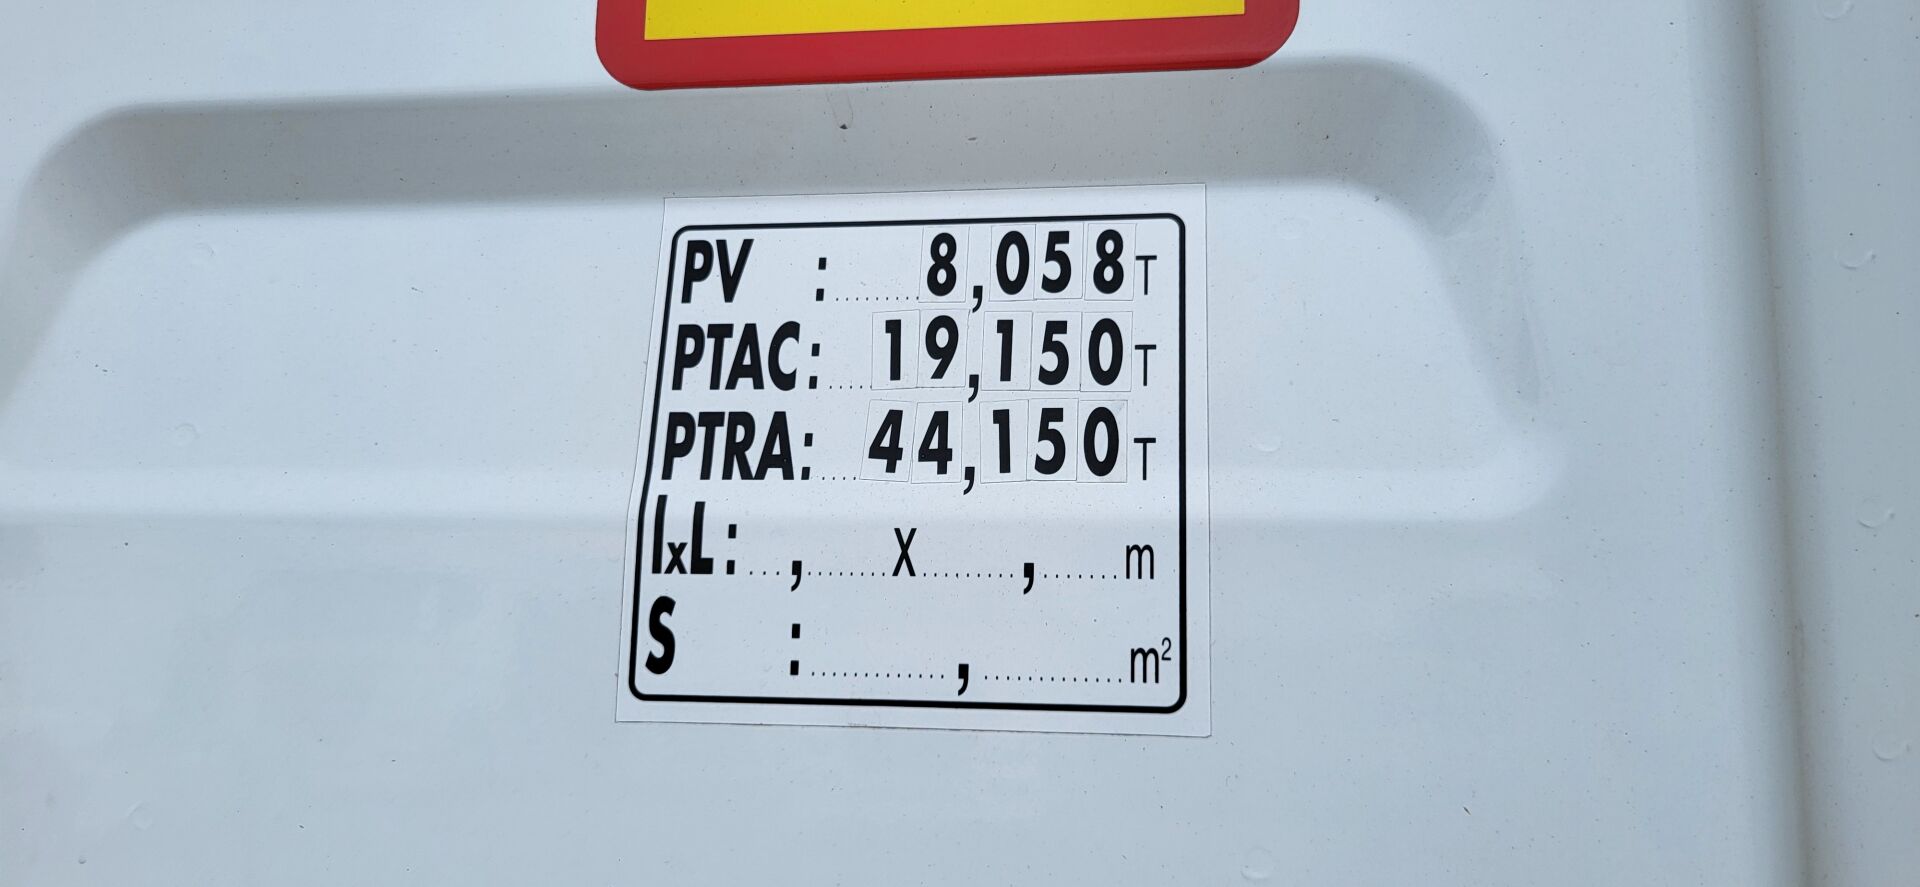 PV : ......... 8,058 T
PTAC : ..... 19,150 T
PTRA : .... 44,150 T
lxL : ...,........x.........,.......m
S : .............,.............m²